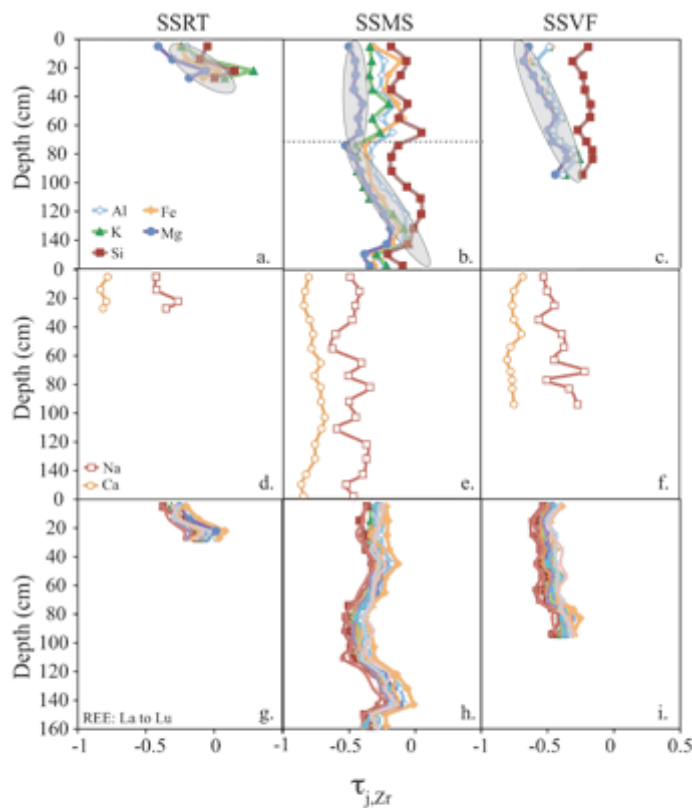 SSRT SSMS SSVF
Depth (cm)
0
20
40
60
80
100
120
140
0
Al Fe
K Mg
Si
a. b. c.
Depth (cm)
20
40
60
80
100
120
140
0
Na
Ca
d. e. f.
Depth (cm)
20
40
60
80
100
120
140
160
REE: La to Lu
g. h. i.
-1 -0.5 0 -1 -0.5 0 -1 -0.5 0 0.5
τj,Zr